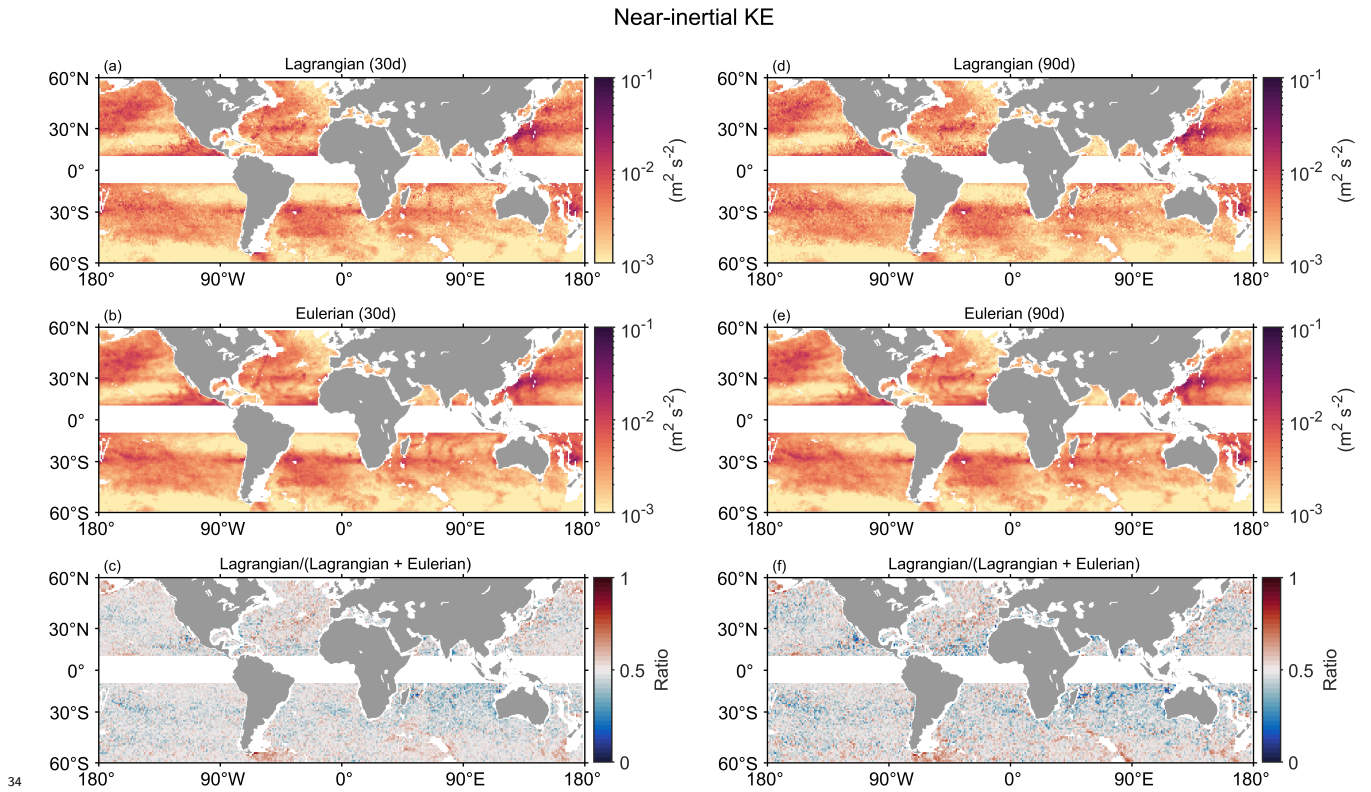 Near-inertial KE
(a) Lagrangian (30d)
60°N
30°N
0°
30°S
60°S
180° 90°W 0° 90°E 180°
10-1
10-2
10-3
(m2 s-2)
(d) Lagrangian (90d)
60°N
30°N
0°
30°S
60°S
180° 90°W 0° 90°E 180°
10-1
10-2
10-3
(m2 s-2)
(b) Eulerian (30d)
60°N
30°N
0°
30°S
60°S
180° 90°W 0° 90°E 180°
10-1
10-2
10-3
(m2 s-2)
(e) Eulerian (90d)
60°N
30°N
0°
30°S
60°S
180° 90°W 0° 90°E 180°
10-1
10-2
10-3
(m2 s-2)
(c) Lagrangian/(Lagrangian + Eulerian)
60°N
30°N
0°
30°S
60°S
180° 90°W 0° 90°E 180°
1
0.5
0
Ratio
(f) Lagrangian/(Lagrangian + Eulerian)
60°N
30°N
0°
30°S
60°S
180° 90°W 0° 90°E 180°
1
0.5
0
Ratio
34